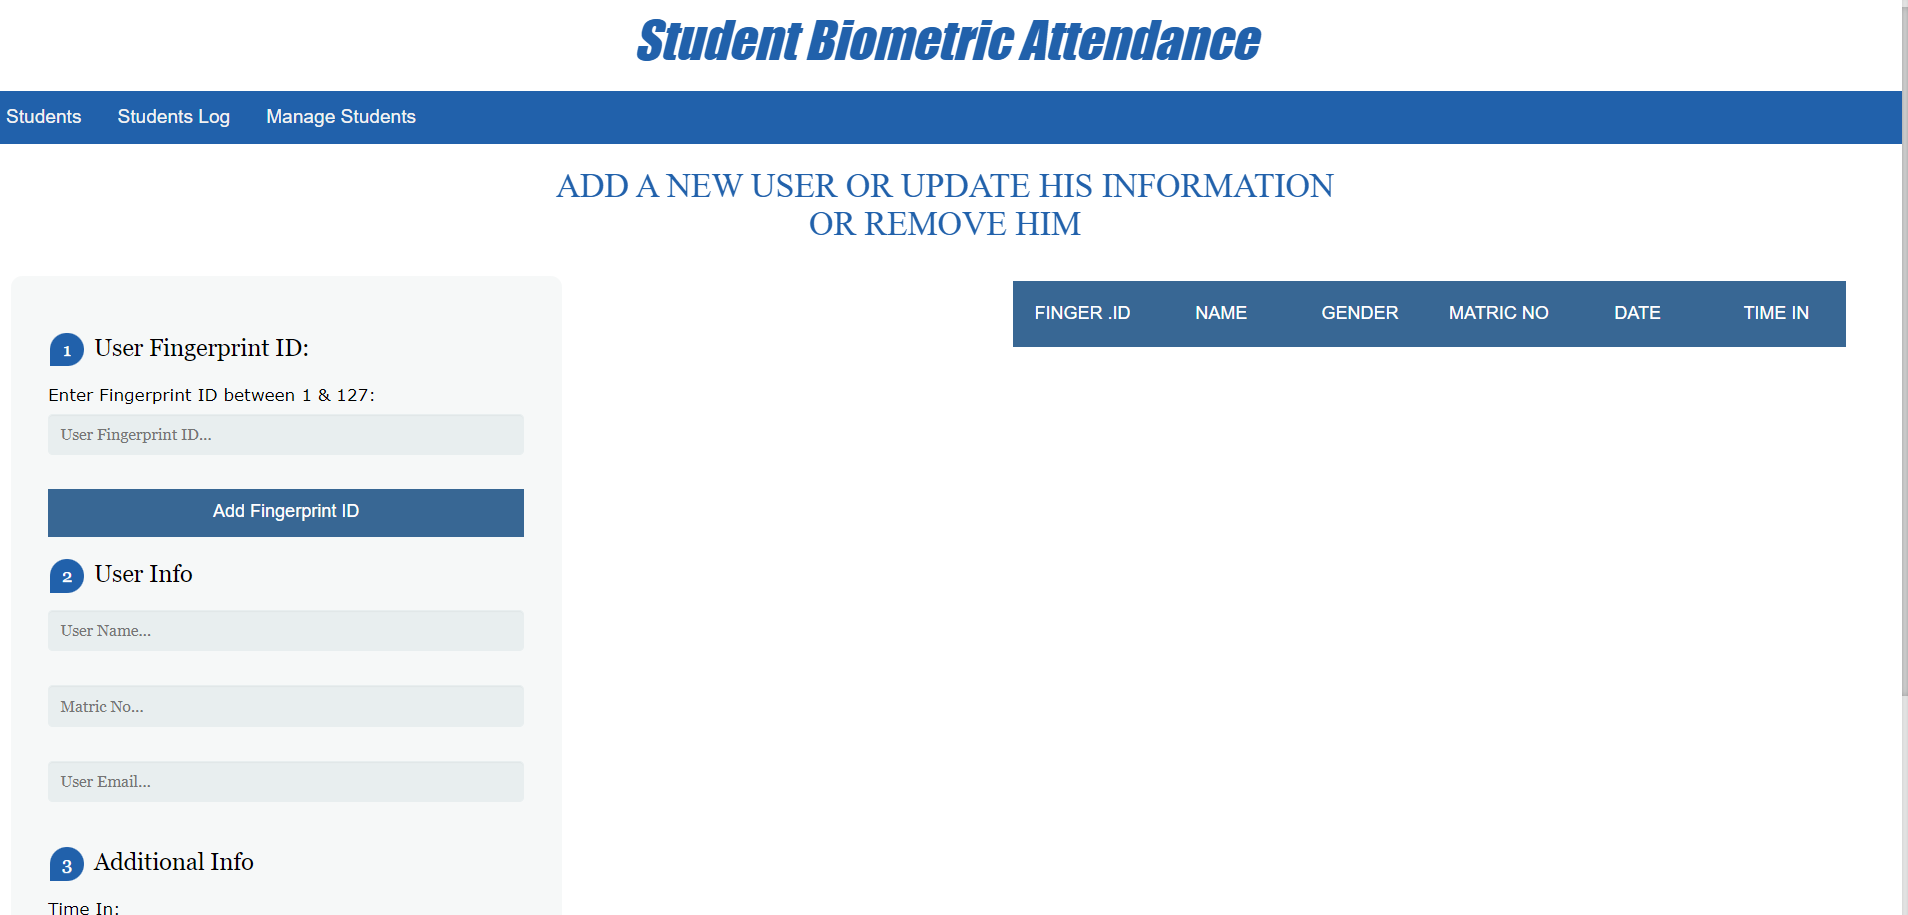 Student Biometric Attendance
Students Students Log Manage Students
ADD A NEW USER OR UPDATE HIS INFORMATION
OR REMOVE HIM
1 User Fingerprint ID:
Enter Fingerprint ID between 1 & 127:
User Fingerprint ID...
Add Fingerprint ID
2 User Info
User Name...
Matric No...
User Email...
3 Additional Info
Time In:
FINGER .ID NAME GENDER MATRIC NO DATE TIME IN